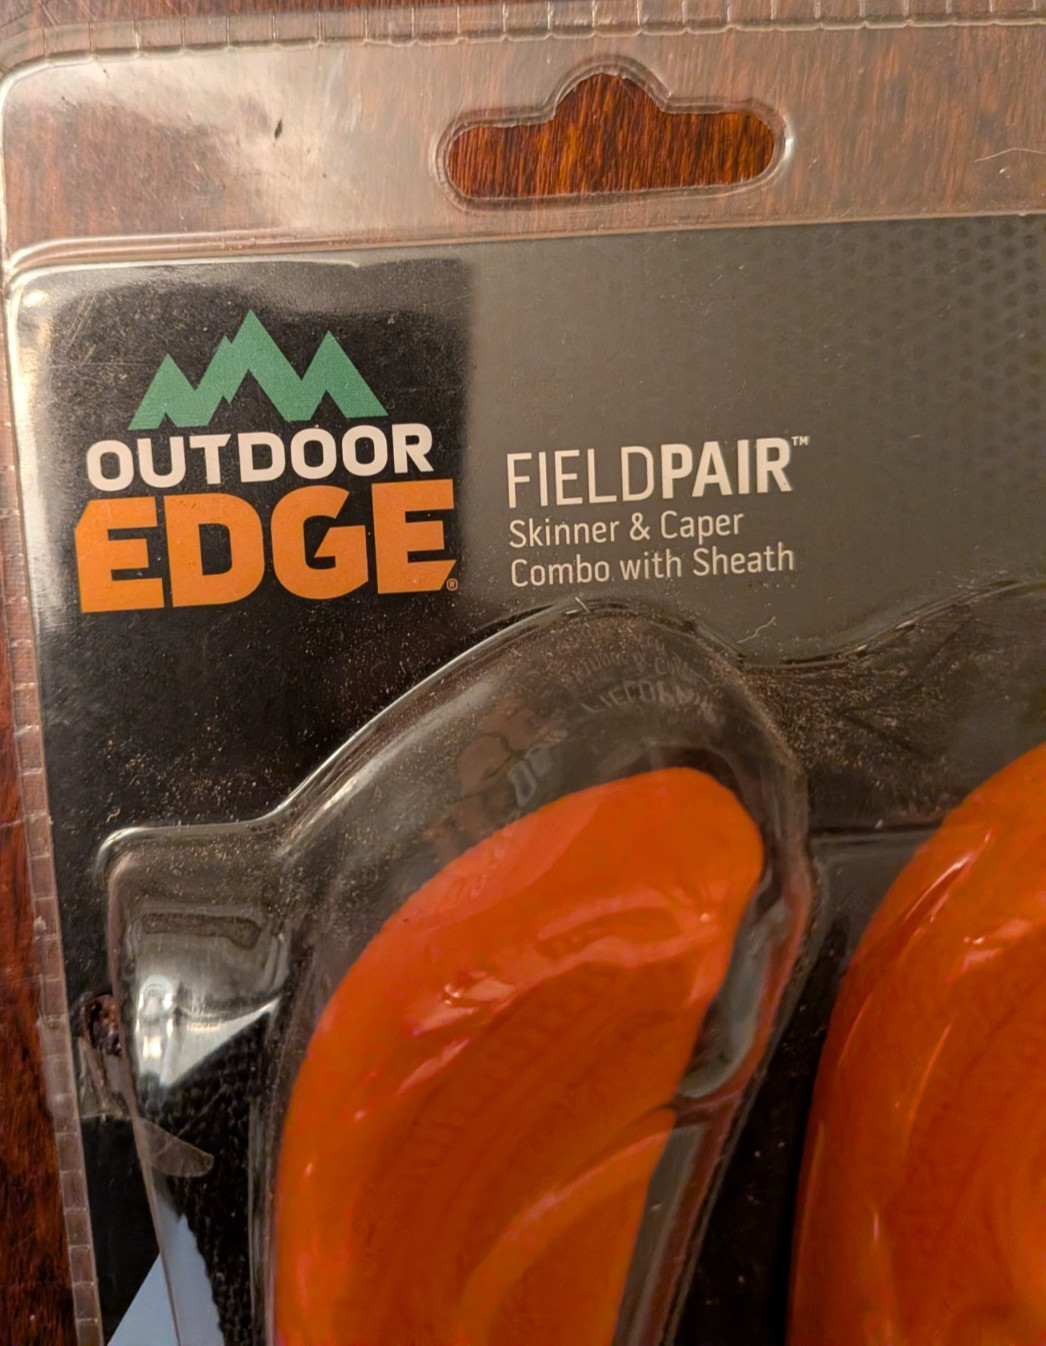 OUTDOOR
EDGE®
FIELDPAIR™
Skinner & Caper
Combo with Sheath